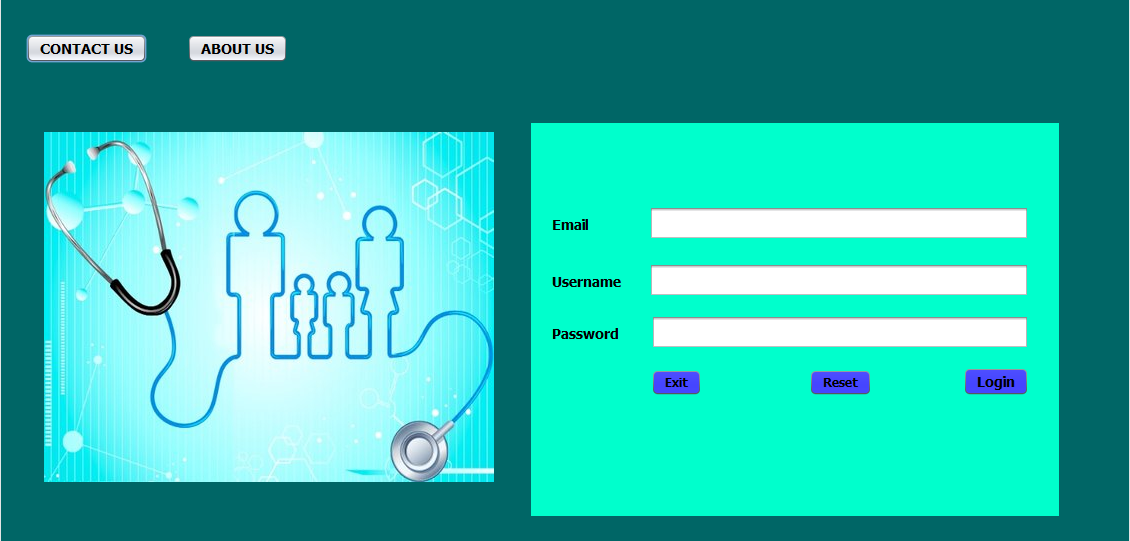 CONTACT US
ABOUT US
Email
Username
Password
Exit
Reset
Login